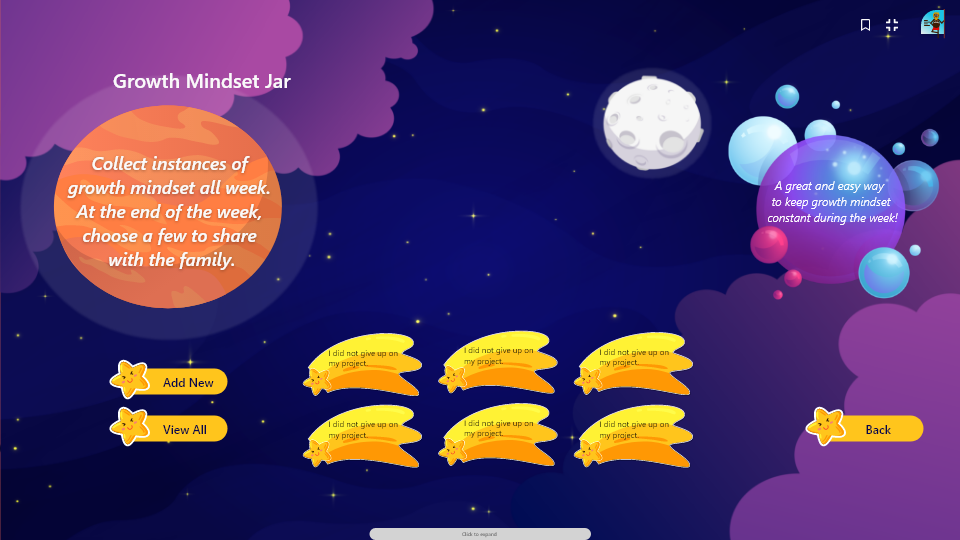 Growth Mindset Jar
Collect instances of
growth mindset all week.
At the end of the week,
choose a few to share
with the family.
A great and easy way
to keep growth mindset
constant during the week!
I did not give up on
my project.
I did not give up on
my project.
I did not give up on
my project.
Add New
I did not give up on
my project.
I did not give up on
my project.
I did not give up on
my project.
View All
Back
Click to expand